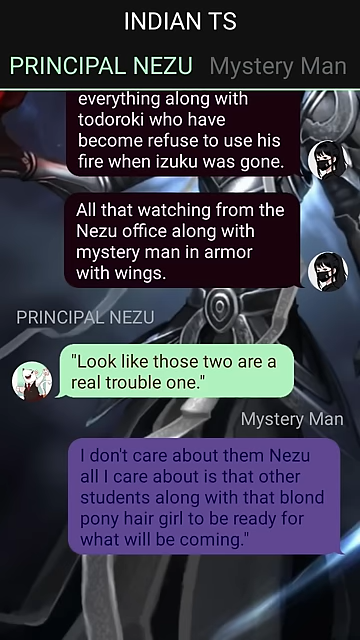 INDIAN TS
PRINCIPAL NEZU Mystery Man
everything along with
todoroki who have
become refuse to use his
fire when izuku was gone.
All that watching from the
Nezu office along with
mystery man in armor
with wings.
PRINCIPAL NEZU
"Look like those two are a
real trouble one."
Mystery Man
I don't care about them Nezu
all I care about is that other
students along with that blond
pony hair girl to be ready for
what will be coming."